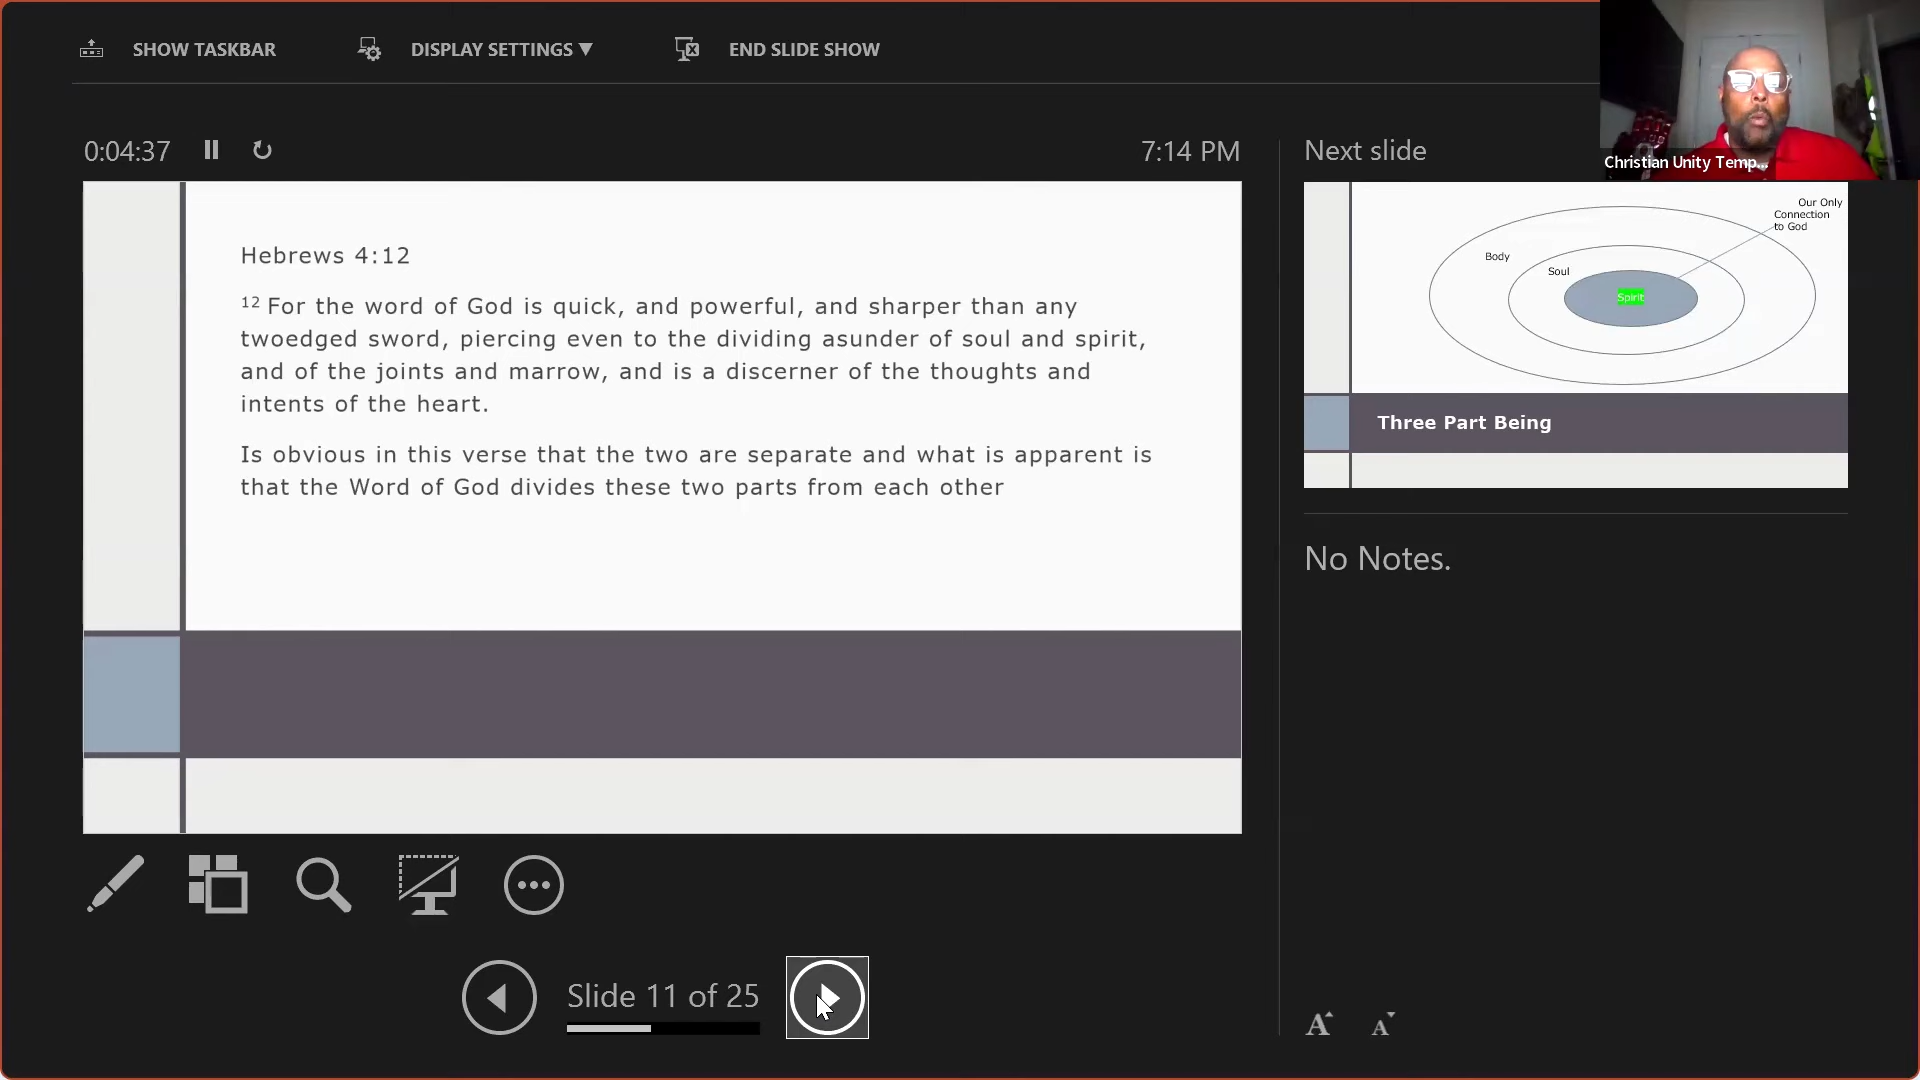 SHOW TASKBAR
DISPLAY SETTINGS ▼
END SLIDE SHOW
0:04:37
7:14 PM
Next slide
Christian Unity Temp...
Hebrews 4:12
12 For the word of God is quick, and powerful, and sharper than any
twoedged sword, piercing even to the dividing asunder of soul and spirit,
and of the joints and marrow, and is a discerner of the thoughts and
intents of the heart.
Is obvious in this verse that the two are separate and what is apparent is
that the Word of God divides these two parts from each other
Our Only
Connection
to God
Body
Soul
Spirit
Three Part Being
No Notes.
Slide 11 of 25
A
A